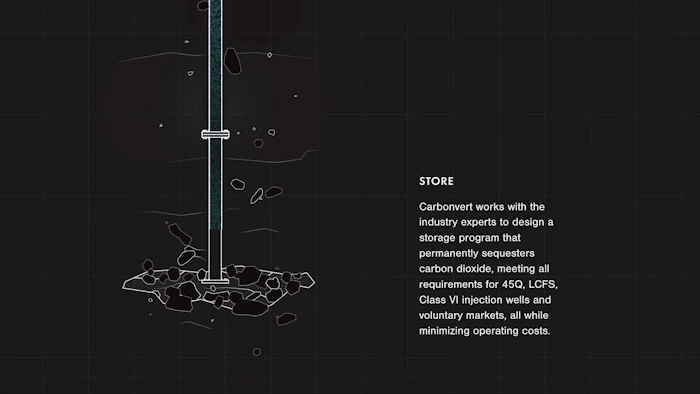 STORE
Carbonvert works with the
industry experts to design a
storage program that
permanently sequesters
carbon dioxide, meeting all
requirements for 45Q, LCFS,
Class VI injection wells and
voluntary markets, all while
minimizing operating costs.